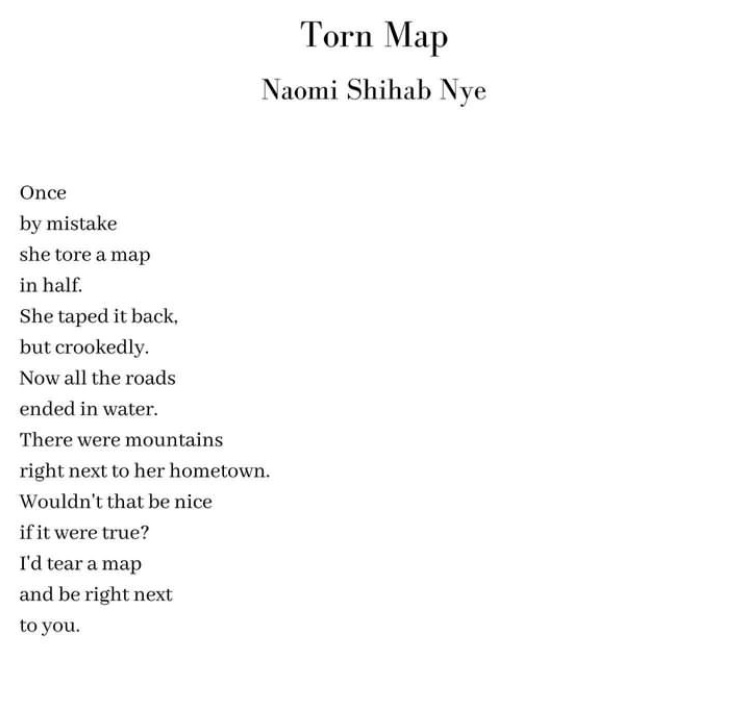 Torn Map
Naomi Shihab Nye
Once
by mistake
she tore a map
in half.
She taped it back,
but crookedly.
Now all the roads
ended in water.
There were mountains
right next to her hometown.
Wouldn't that be nice
if it were true?
I'd tear a map
and be right next
to you.